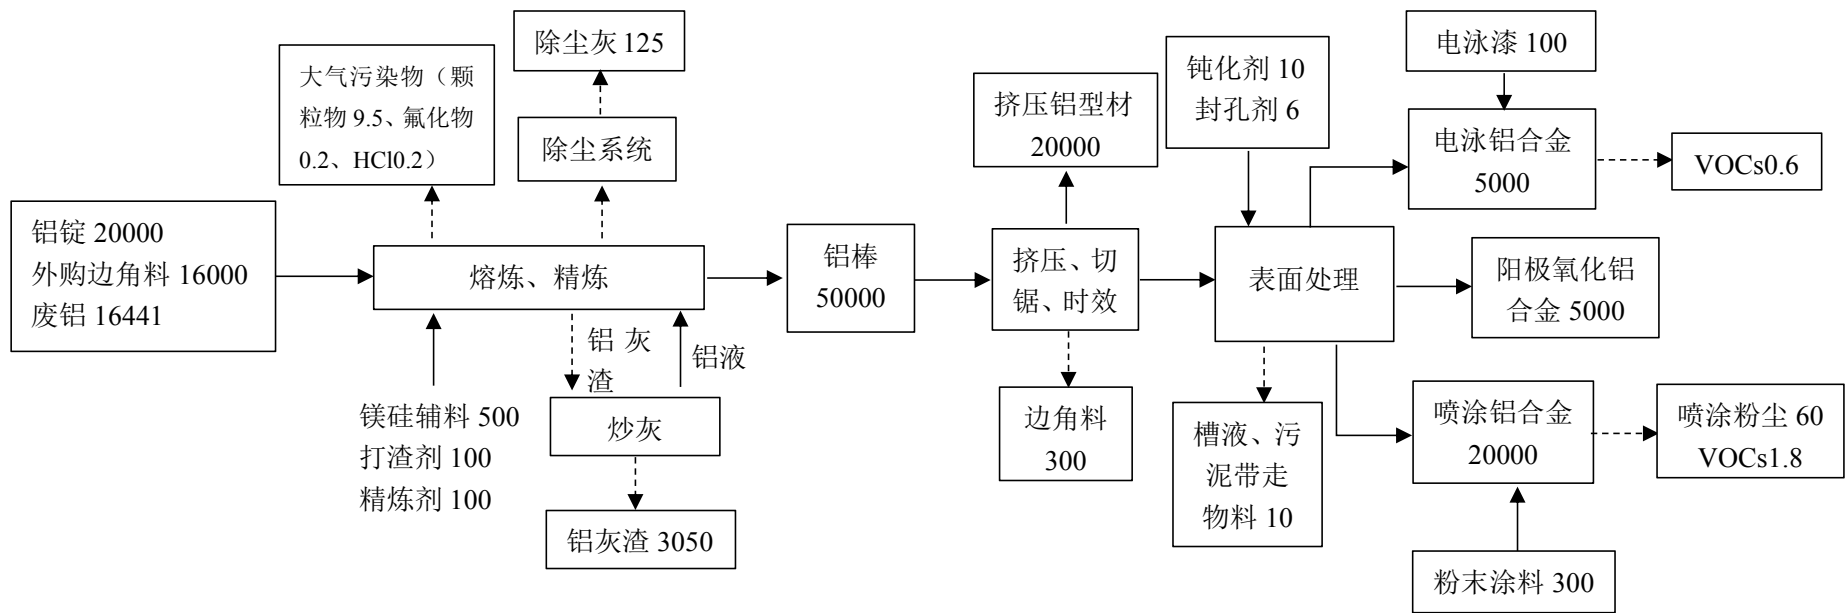 除尘灰 125
大气污染物（颗
粒物 9.5、氟化物
0.2、HCl0.2）
除尘系统
铝锭 20000
外购边角料 16000
废铝 16441
熔炼、精炼
铝 灰
渣
铝液
镁硅辅料 500
打渣剂 100
精炼剂 100
炒灰
铝灰渣 3050
铝棒
50000
挤压铝型材
20000
挤压、切
锯、时效
边角料
300
钝化剂 10
封孔剂 6
表面处理
槽液、污
泥带走
物料 10
电泳漆 100
电泳铝合金
5000
VOCs0.6
阳极氧化铝
合金 5000
喷涂铝合金
20000
喷涂粉尘 60
VOCs1.8
粉末涂料 300